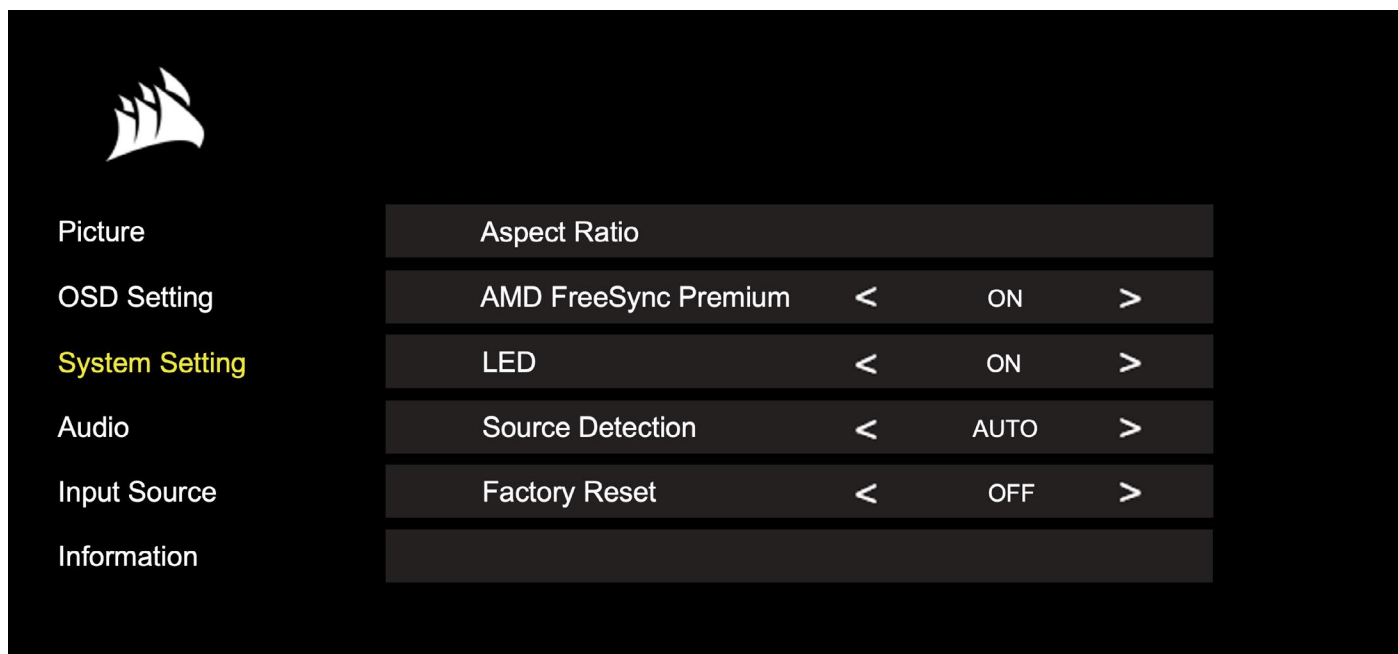 Picture Aspect Ratio
OSD Setting AMD FreeSync Premium < ON >
System Setting LED < ON >
Audio Source Detection < AUTO >
Input Source Factory Reset < OFF >
Information